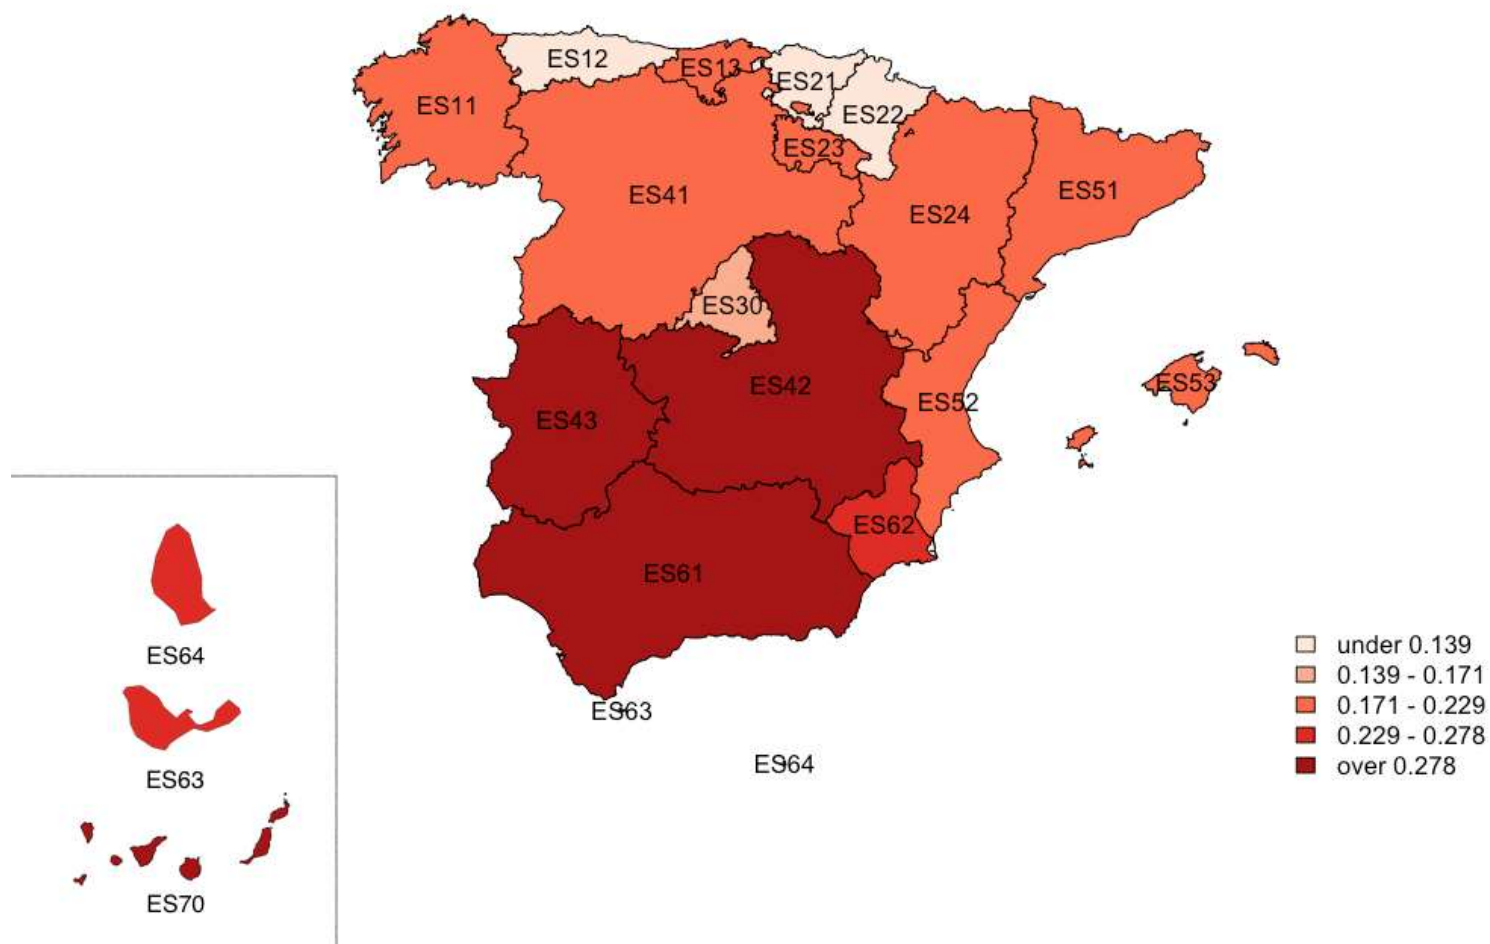 ES12
ES13
ES21
ES11
ES22
ES23
ES41
ES51
ES24
ES30
ES42
ES53
ES52
ES43
ES62
ES61
ES64
ES63
ES70
ES63
ES64
under 0.139
0.139 - 0.171
0.171 - 0.229
0.229 - 0.278
over 0.278